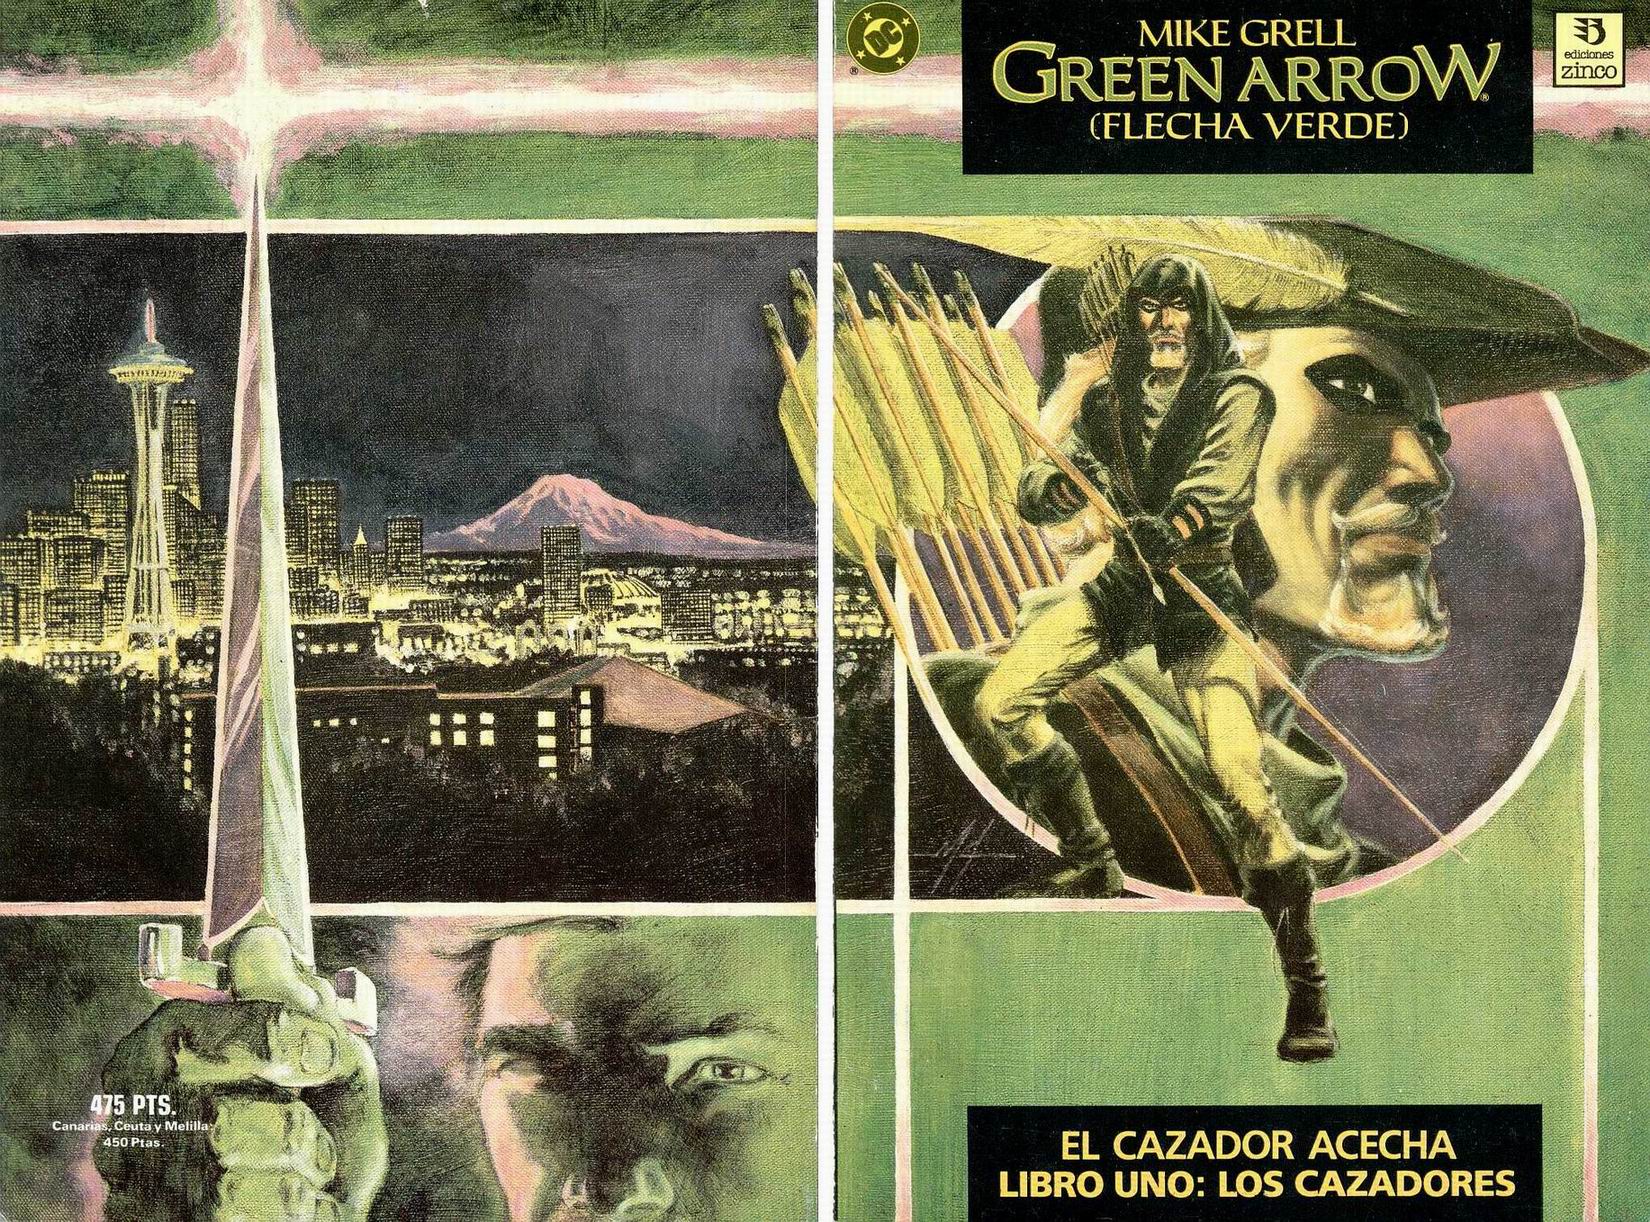 475 PTS.
Canarias, Ceuta y Melilla:
450 Ptas.
DC
®
MIKE GRELL
GREEN ARROW®
(FLECHA VERDE)
ediciones
zinco
EL CAZADOR ACECHA
LIBRO UNO: LOS CAZADORES